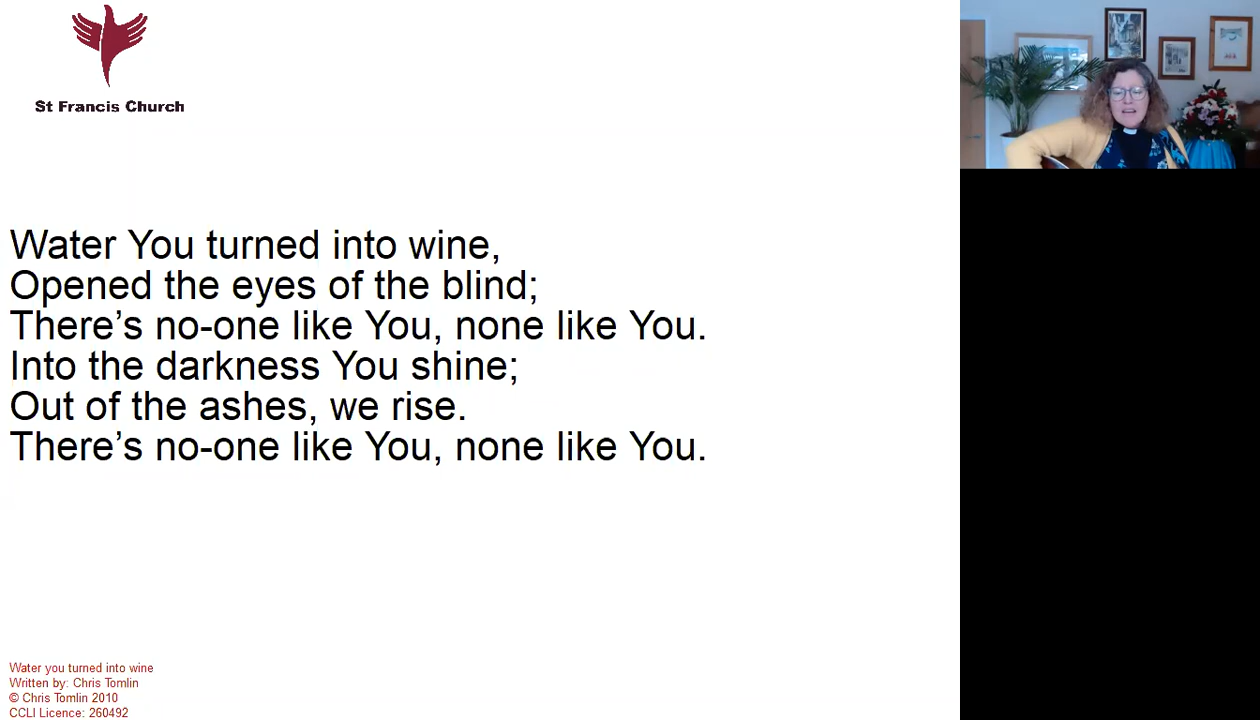 St Francis Church
Water You turned into wine,
Opened the eyes of the blind;
There’s no-one like You, none like You.
Into the darkness You shine;
Out of the ashes, we rise.
There’s no-one like You, none like You.
Water you turned into wine
Written by: Chris Tomlin
© Chris Tomlin 2010
CCLI Licence: 260492